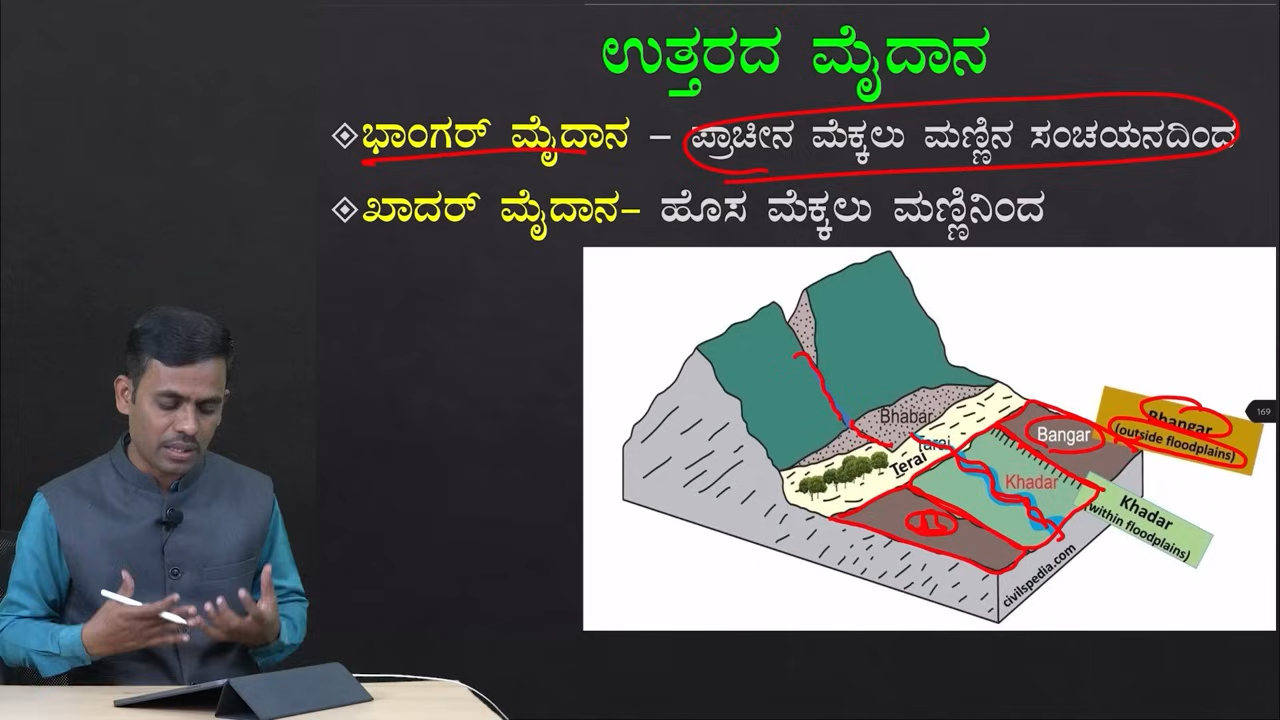 ಉತ್ತರದ ಮೈದಾನ
ಭಾಂಗರ್ ಮೈದಾನ – ಪ್ರಾಚೀನ ಮೆಕ್ಕಲು ಮಣ್ಣಿನ ಸಂಚಯನದಿಂದ
ಖಾದರ್ ಮೈದಾನ– ಹೊಸ ಮೆಕ್ಕಲು ಮಣ್ಣಿನಿಂದ
Bhabar
Terai
Terai
Bangar
Khadar
Bhangar
(outside floodplains)
Khadar
(within floodplains)
civilspedia.com
169